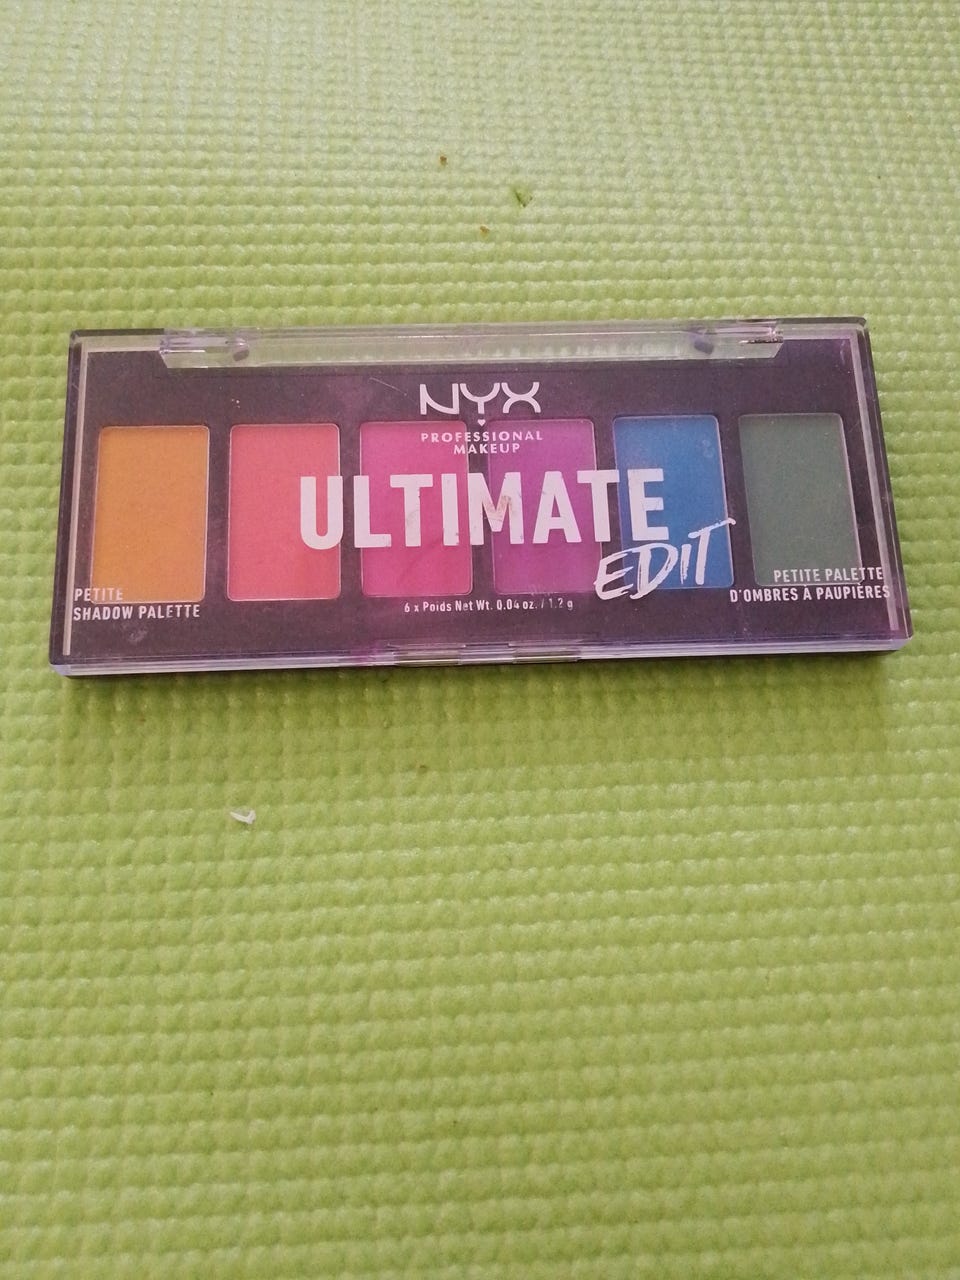 NYX
PROFESSIONAL
MAKEUP
ULTIMATE
EDIT
PETITE
SHADOW PALETTE
6 x Poids Net Wt. 0.04 oz. / 1.2 g
PETITE PALETTE
D'OMBRES À PAUPIÈRES